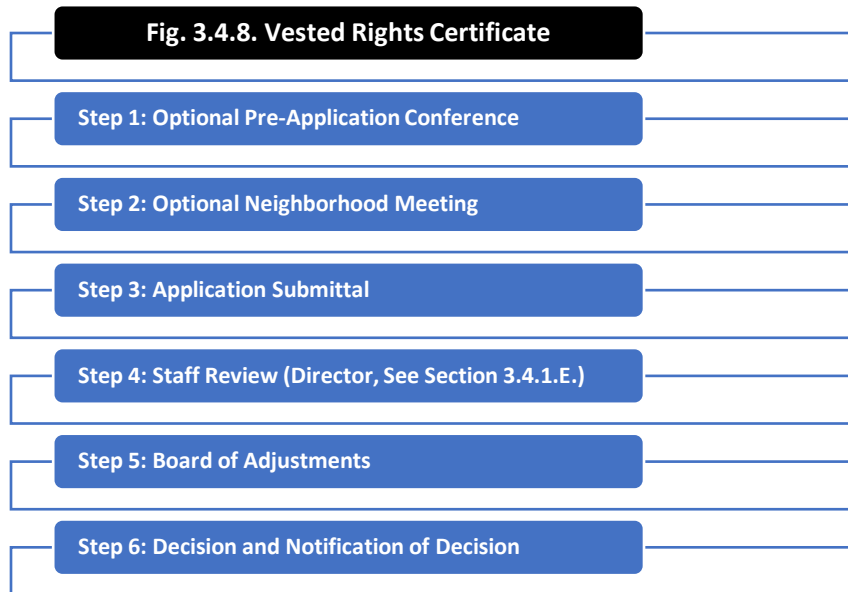 Fig. 3.4.8. Vested Rights Certificate
Step 1: Optional Pre-Application Conference
Step 2: Optional Neighborhood Meeting
Step 3: Application Submittal
Step 4: Staff Review (Director, See Section 3.4.1.E.)
Step 5: Board of Adjustments
Step 6: Decision and Notification of Decision